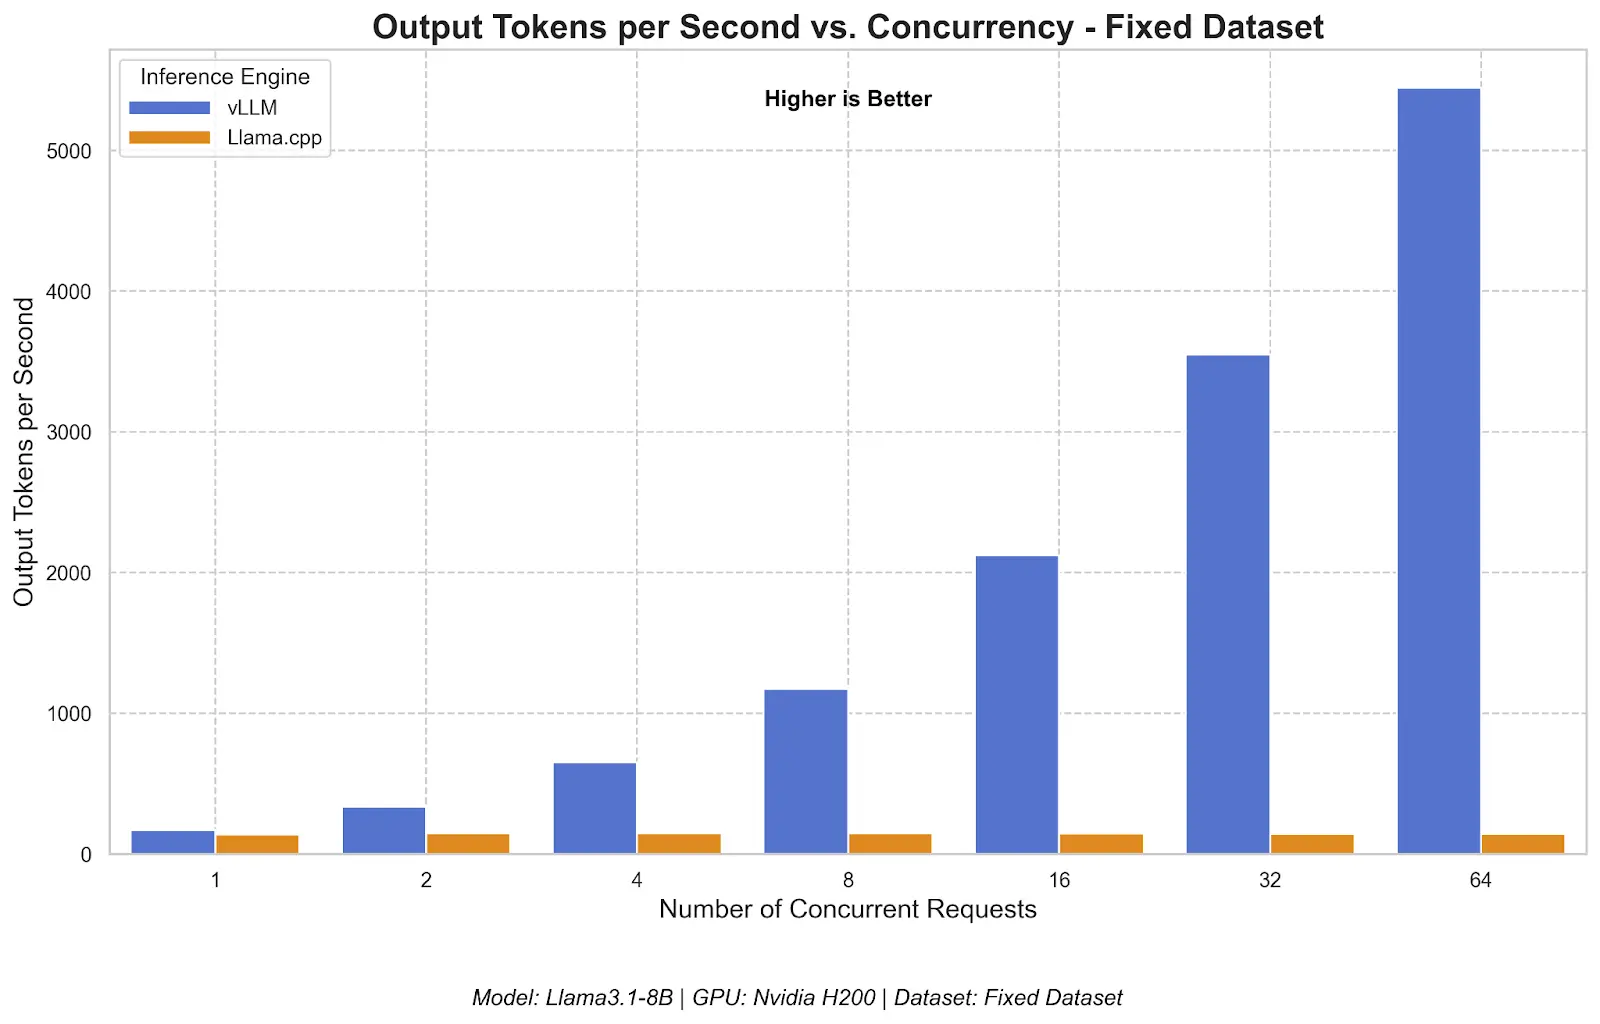 Output Tokens per Second vs. Concurrency - Fixed Dataset
Inference Engine
vLLM
Llama.cpp
Higher is Better
Output Tokens per Second
5000
4000
3000
2000
1000
0
1 2 4 8 16 32 64
Number of Concurrent Requests
Model: Llama3.1-8B | GPU: Nvidia H200 | Dataset: Fixed Dataset